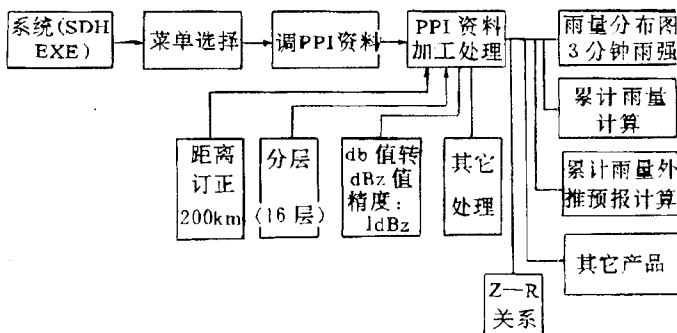 系统(SDH
EXE)
菜单选择
调PPI资料
PPI 资料
加工处理
雨量分布图
3分钟雨强
累计雨量
计算
累计雨量外
推预报计算
其它产品
距离
订正
200km
分层
(16层)
db值转
dBz值
精度：
1dBz
其它
处理
Z—R
关系